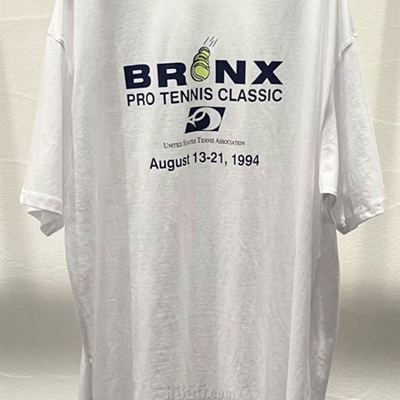 BRONX
PRO TENNIS CLASSIC
UNITED STATES TENNIS ASSOCIATION
August 13-21, 1994